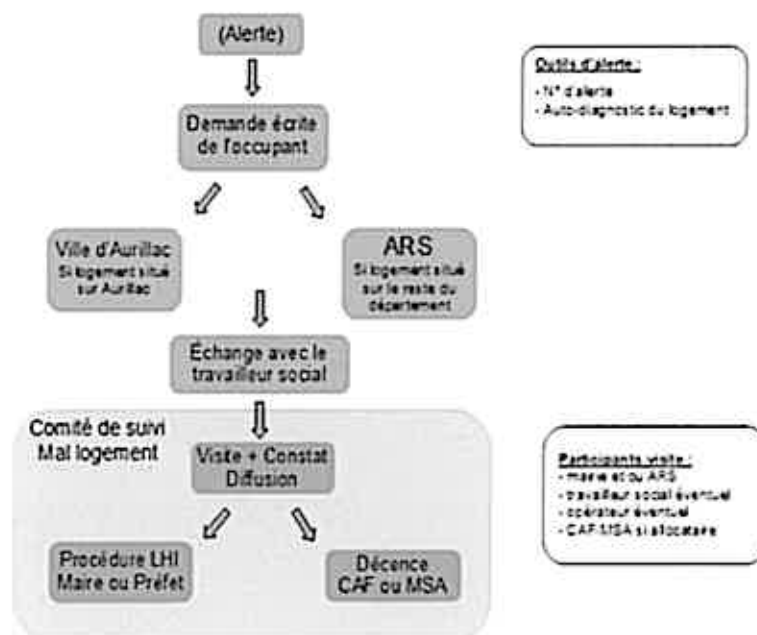 (Alerte)
Outils d'alerte :
- N° d'alerte
- Auto-diagnostic du logement
Demande écrite
de l'occupant
Ville d'Aurillac
Si logement situé
sur Aurillac
ARS
Si logement situé
sur le reste du
département
Échange avec le
travailleur social
Comité de suivi
Mal logement
Visite + Constat
Diffusion
Participants visite :
- mairie et ou ARS
- travailleur social éventuel
- opérateur éventuel
- CAF/MSA si allocataire
Procédure LHI
Maire ou Préfet
Décence
CAF ou MSA